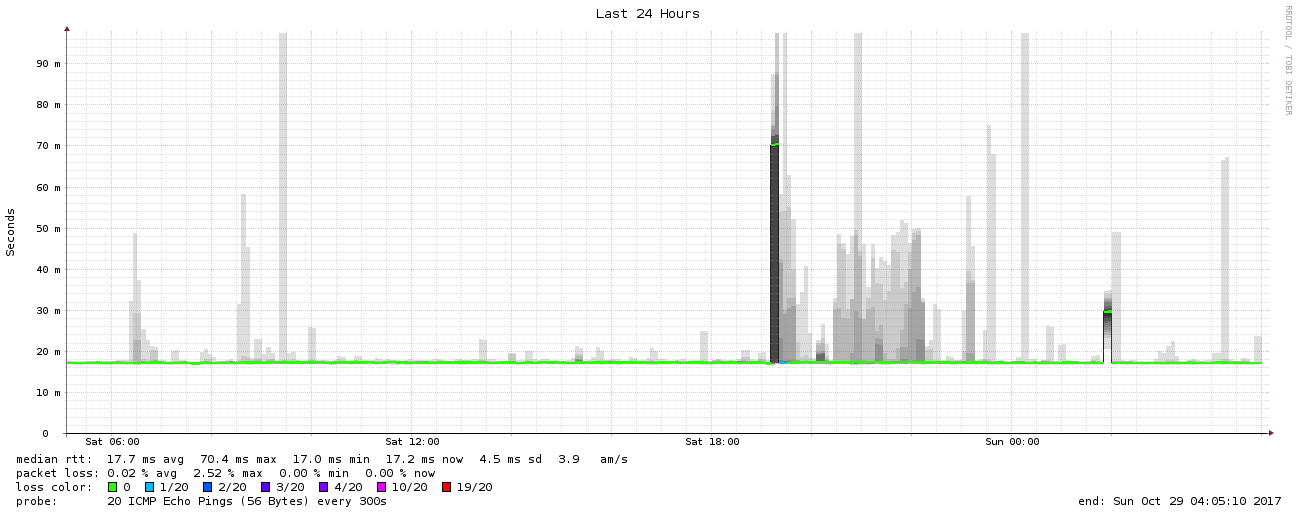 Last 24 Hours
RRDTOOL / TOBI OETIKER
Seconds
90 m
80 m
70 m
60 m
50 m
40 m
30 m
20 m
10 m
0
Sat 06:00 Sat 12:00 Sat 18:00 Sun 00:00
median rtt: 17.7 ms avg 70.4 ms max 17.0 ms min 17.2 ms now 4.5 ms sd 3.9 am/s
packet loss: 0.02 % avg 2.52 % max 0.00 % min 0.00 % now
loss color: 0 1/20 2/20 3/20 4/20 10/20 19/20
probe: 20 ICMP Echo Pings (56 Bytes) every 300s end: Sun Oct 29 04:05:10 2017